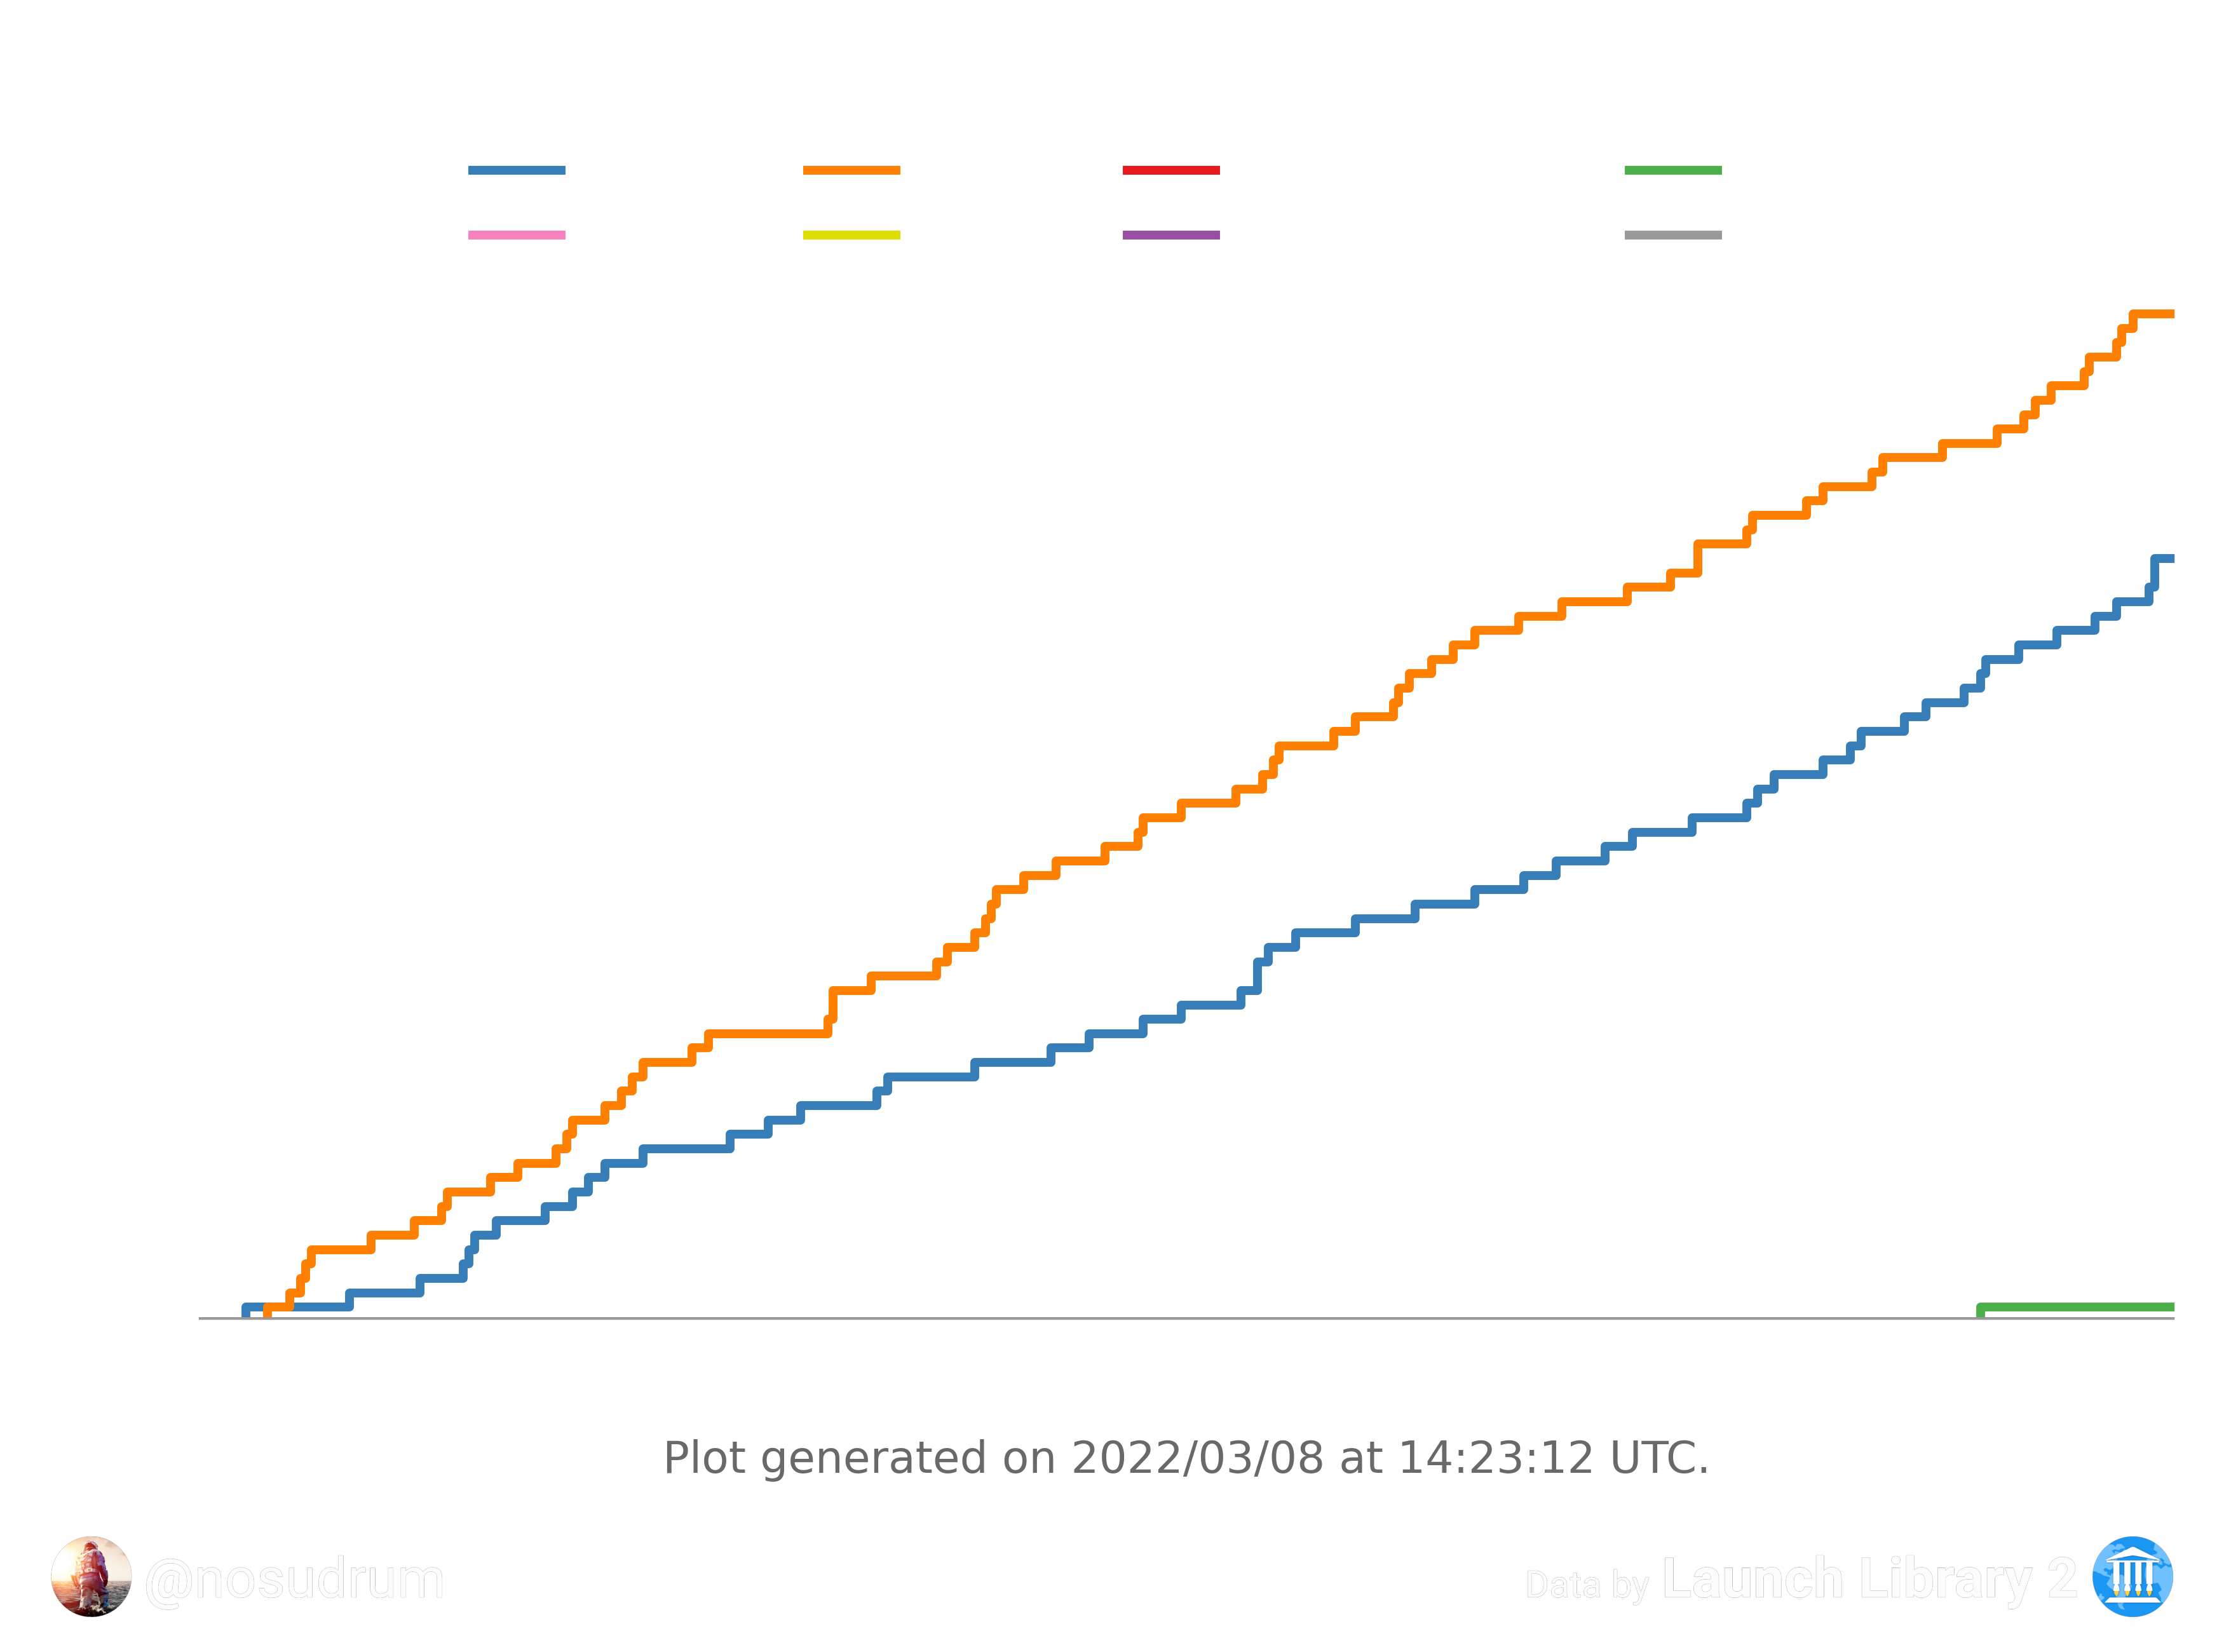 Plot generated on 2022/03/08 at 14:23:12 UTC.
@nosudrum
Data by Launch Library 2